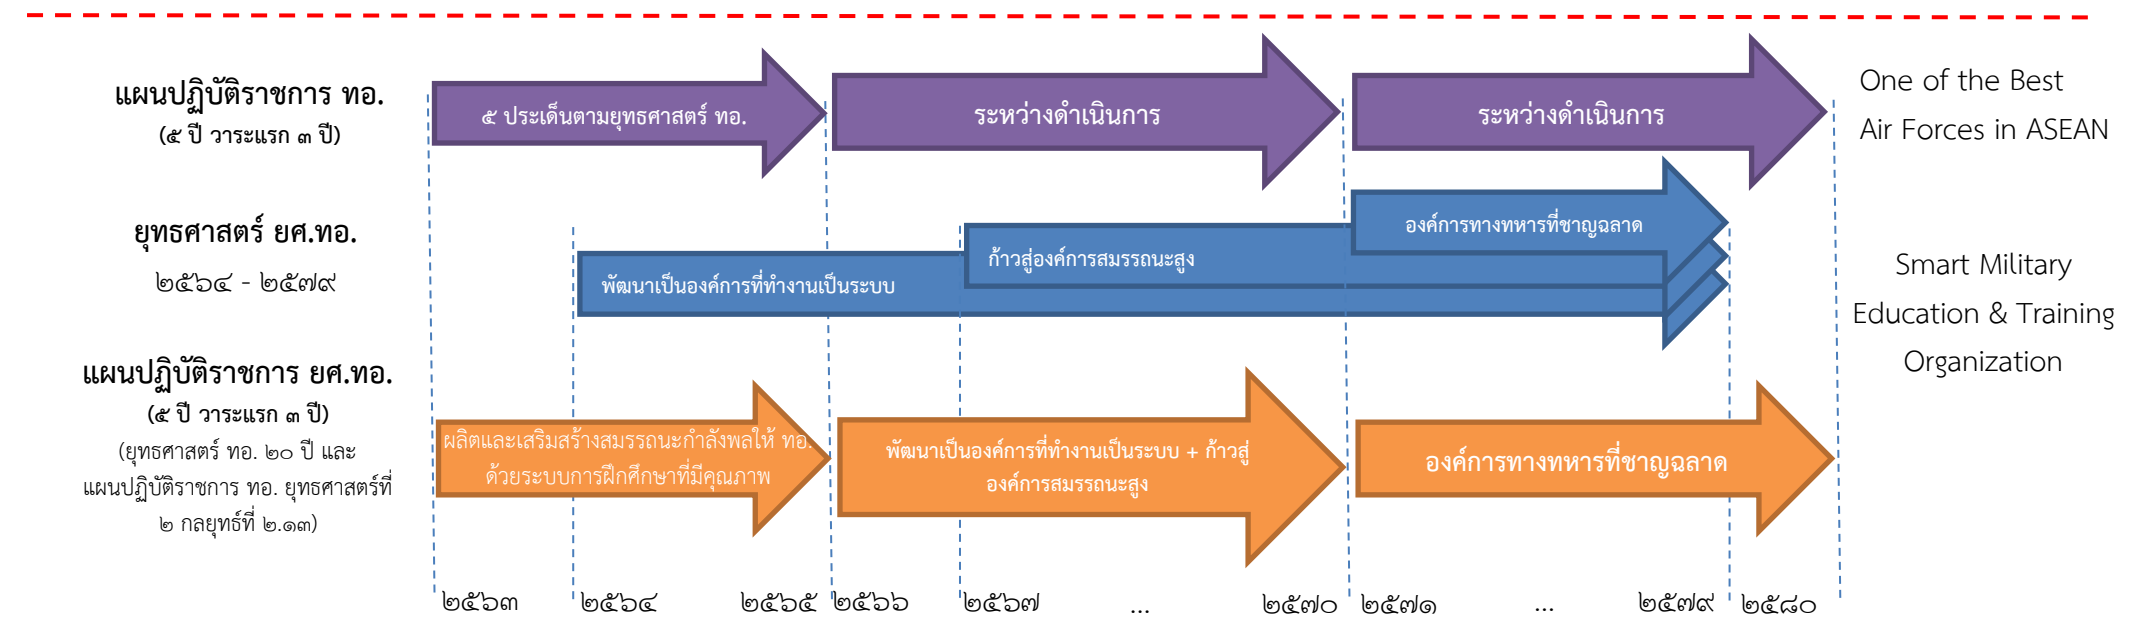 แผนปฏิบัติราชการ ทอ.
(๕ ปี วาระแรก ๓ ปี)
๕ ประเด็นตามยุทธศาสตร์ ทอ.
ระหว่างดำเนินการ
ระหว่างดำเนินการ
One of the Best
Air Forces in ASEAN
ยุทธศาสตร์ ยศ.ทอ.
๒๕๖๔ - ๒๕๗๙
พัฒนาเป็นองค์การที่ทำงานเป็นระบบ
ก้าวสู่องค์การสมรรถนะสูง
องค์การทางทหารที่ชาญฉลาด
Smart Military
Education & Training
Organization
แผนปฏิบัติราชการ ยศ.ทอ.
(๕ ปี วาระแรก ๓ ปี)
(ยุทธศาสตร์ ทอ. ๒๐ ปี และ
แผนปฏิบัติราชการ ทอ. ยุทธศาสตร์ที่
๒ กลยุทธ์ที่ ๒.๑๓)
ผลิตและเสริมสร้างสมรรถนะกำลังพลให้ ทอ.
ด้วยระบบการฝึกศึกษาที่มีคุณภาพ
พัฒนาเป็นองค์การที่ทำงานเป็นระบบ + ก้าวสู่
องค์การสมรรถนะสูง
องค์การทางทหารที่ชาญฉลาด
๒๕๖๓ ๒๕๖๔ ๒๕๖๕ ๒๕๖๖ ๒๕๖๗ ... ๒๕๗๐ ๒๕๗๑ ... ๒๕๗๙ ๒๕๘๐